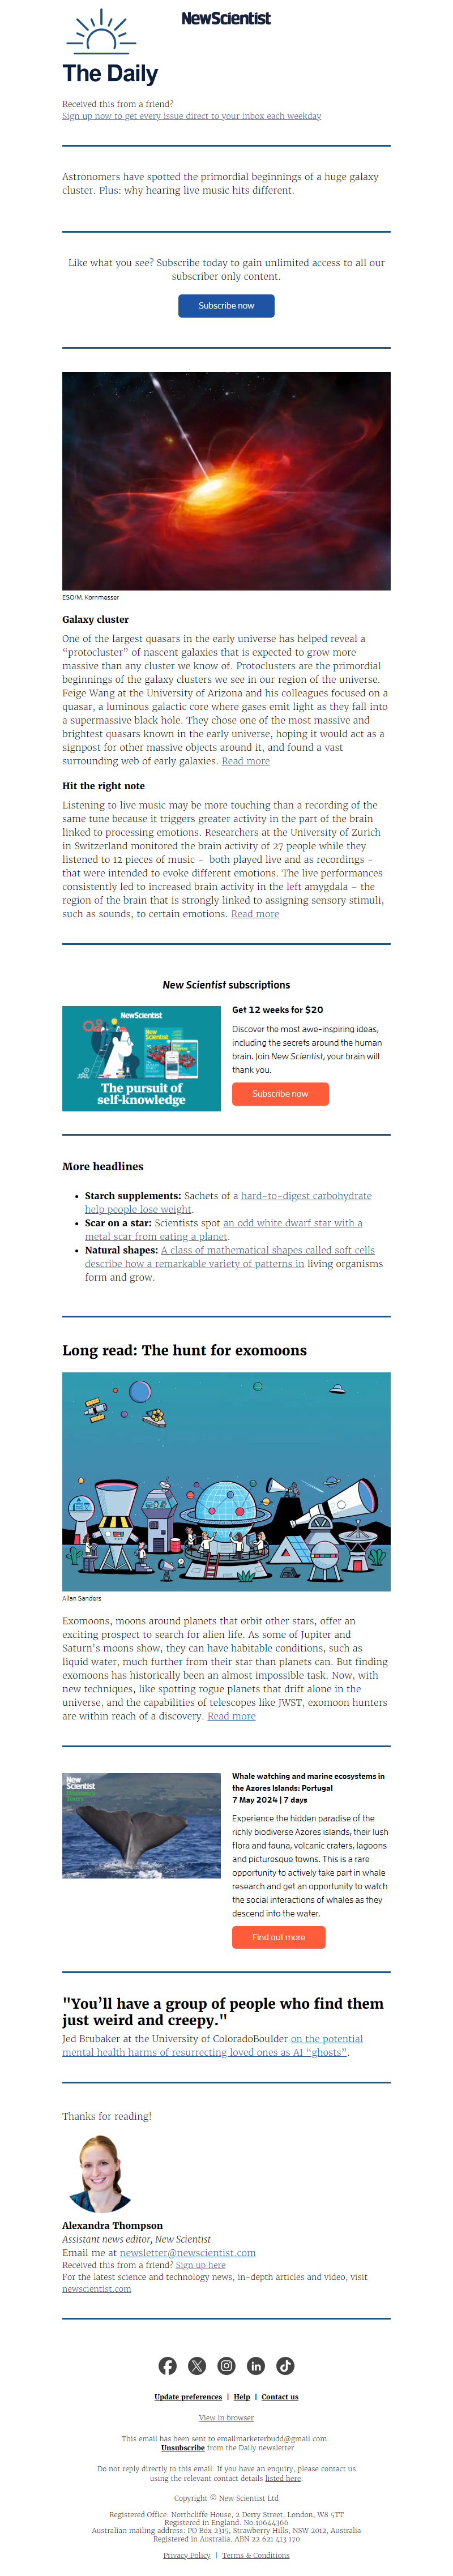 NewScientist
The Daily
Received this from a friend?
Sign up now to get every issue direct to your inbox each weekday
Astronomers have spotted the primordial beginnings of a huge galaxy
cluster. Plus: why hearing live music hits different.
Like what you see? Subscribe today to gain unlimited access to all our
subscriber only content.
Subscribe now
ESO/M. Kornmesser
Galaxy cluster
One of the largest quasars in the early universe has helped reveal a
“protocluster” of nascent galaxies that is expected to grow more
massive than any cluster we know of. Protoclusters are the primordial
beginnings of the galaxy clusters we see in our region of the universe.
Feige Wang at the University of Arizona and his colleagues focused on a
quasar, a luminous galactic core where gases emit light as they fall into
a supermassive black hole. They chose one of the most massive and
brightest quasars known in the early universe, hoping it would act as a
signpost for other massive objects around it, and found a vast
surrounding web of early galaxies. Read more
Hit the right note
Listening to live music may be more touching than a recording of the
same tune because it triggers greater activity in the part of the brain
linked to processing emotions. Researchers at the University of Zurich
in Switzerland monitored the brain activity of 27 people while they
listened to 12 pieces of music - both played live and as recordings -
that were intended to evoke different emotions. The live performances
consistently led to increased brain activity in the left amygdala – the
region of the brain that is strongly linked to assigning sensory stimuli,
such as sounds, to certain emotions. Read more
New Scientist subscriptions
NewScientist
The pursuit of
self-knowledge
Get 12 weeks for $20
Discover the most awe-inspiring ideas,
including the secrets around the human
brain. Join New Scientist, your brain will
thank you.
Subscribe now
More headlines
• Starch supplements: Sachets of a hard-to-digest carbohydrate
help people lose weight.
• Scar on a star: Scientists spot an odd white dwarf star with a
metal scar from eating a planet.
• Natural shapes: A class of mathematical shapes called soft cells
describe how a remarkable variety of patterns in living organisms
form and grow.
Long read: The hunt for exomoons
Allan Sanders
Exomoons, moons around planets that orbit other stars, offer an
exciting prospect to search for alien life. As some of Jupiter and
Saturn's moons show, they can have habitable conditions, such as
liquid water, much further from their star than planets can. But finding
exomoons has historically been an almost impossible task. Now, with
new techniques, like spotting rogue planets that drift alone in the
universe, and the capabilities of telescopes like JWST, exomoon hunters
are within reach of a discovery. Read more
New
Scientist
Whale watching and marine ecosystems in
the Azores Islands: Portugal
7 May 2024 | 7 days
Experience the hidden paradise of the
richly biodiverse Azores islands, their lush
flora and fauna, volcanic craters, lagoons
and picturesque towns. This is a rare
opportunity to actively take part in whale
research and get an opportunity to watch
the social interactions of whales as they
descend into the water.
Find out more
"You’ll have a group of people who find them
just weird and creepy."
Jed Brubaker at the University of ColoradoBoulder on the potential
mental health harms of resurrecting loved ones as AI “ghosts”.
Thanks for reading!
Alexandra Thompson
Assistant news editor, New Scientist
Email me at newsletter@newscientist.com
Received this from a friend? Sign up here
For the latest science and technology news, in-depth articles and video, visit
newscientist.com
Update preferences | Help | Contact us
View in browser
This email has been sent to emailmarketerbudd@gmail.com.
Unsubscribe from the Daily newsletter
Do not reply directly to this email. If you have an enquiry, please contact us
using the relevant contact details listed here.
Copyright © New Scientist Ltd
Registered Office: Northcliffe House, 2 Derry Street, London, W8 5TT
Registered in England. No.10644366
Australian mailing address: PO Box 2315, Strawberry Hills, NSW 2012, Australia
Registered in Australia. ABN 22 621 413 170
Privacy Policy | Terms & Conditions